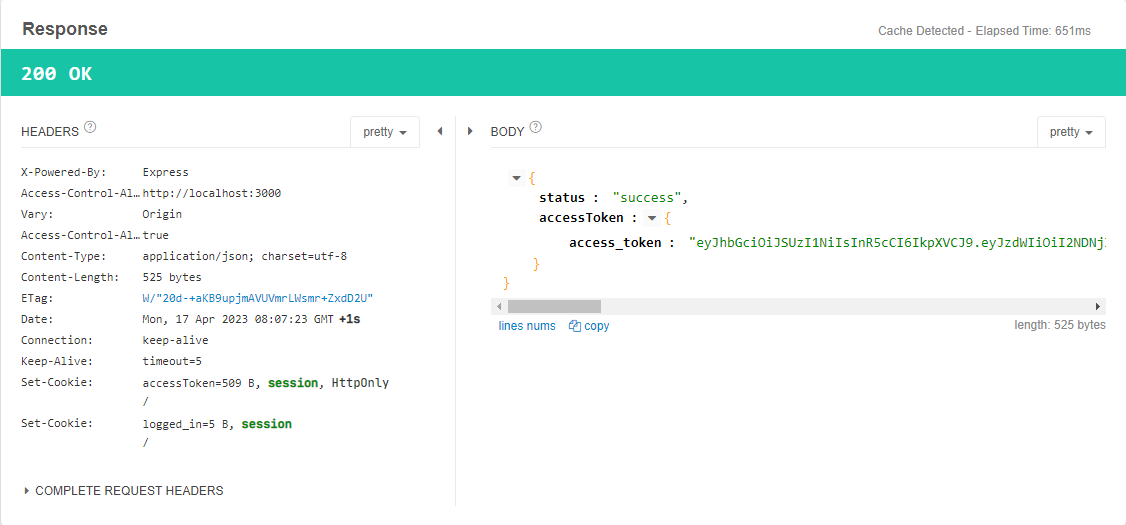 Response
Cache Detected - Elapsed Time: 651ms
200 OK
HEADERS ?
pretty
X-Powered-By: Express
Access-Control-Al… http://localhost:3000
Vary: Origin
Access-Control-Al… true
Content-Type: application/json; charset=utf-8
Content-Length: 525 bytes
ETag: W/"20d-+aKB9upjmAVUVmrLWsmr+ZxdD2U"
Date: Mon, 17 Apr 2023 08:07:23 GMT +1s
Connection: keep-alive
Keep-Alive: timeout=5
Set-Cookie: accessToken=509 B, session, HttpOnly
/
Set-Cookie: logged_in=5 B, session
/
COMPLETE REQUEST HEADERS
BODY ?
pretty
{
status : "success",
accessToken : {
access_token : "eyJhbGciOiJSUzI1NiIsInR5cCI6IkpXVCJ9.eyJzdWIiOiI2NDNj
}
}
lines nums copy
length: 525 bytes